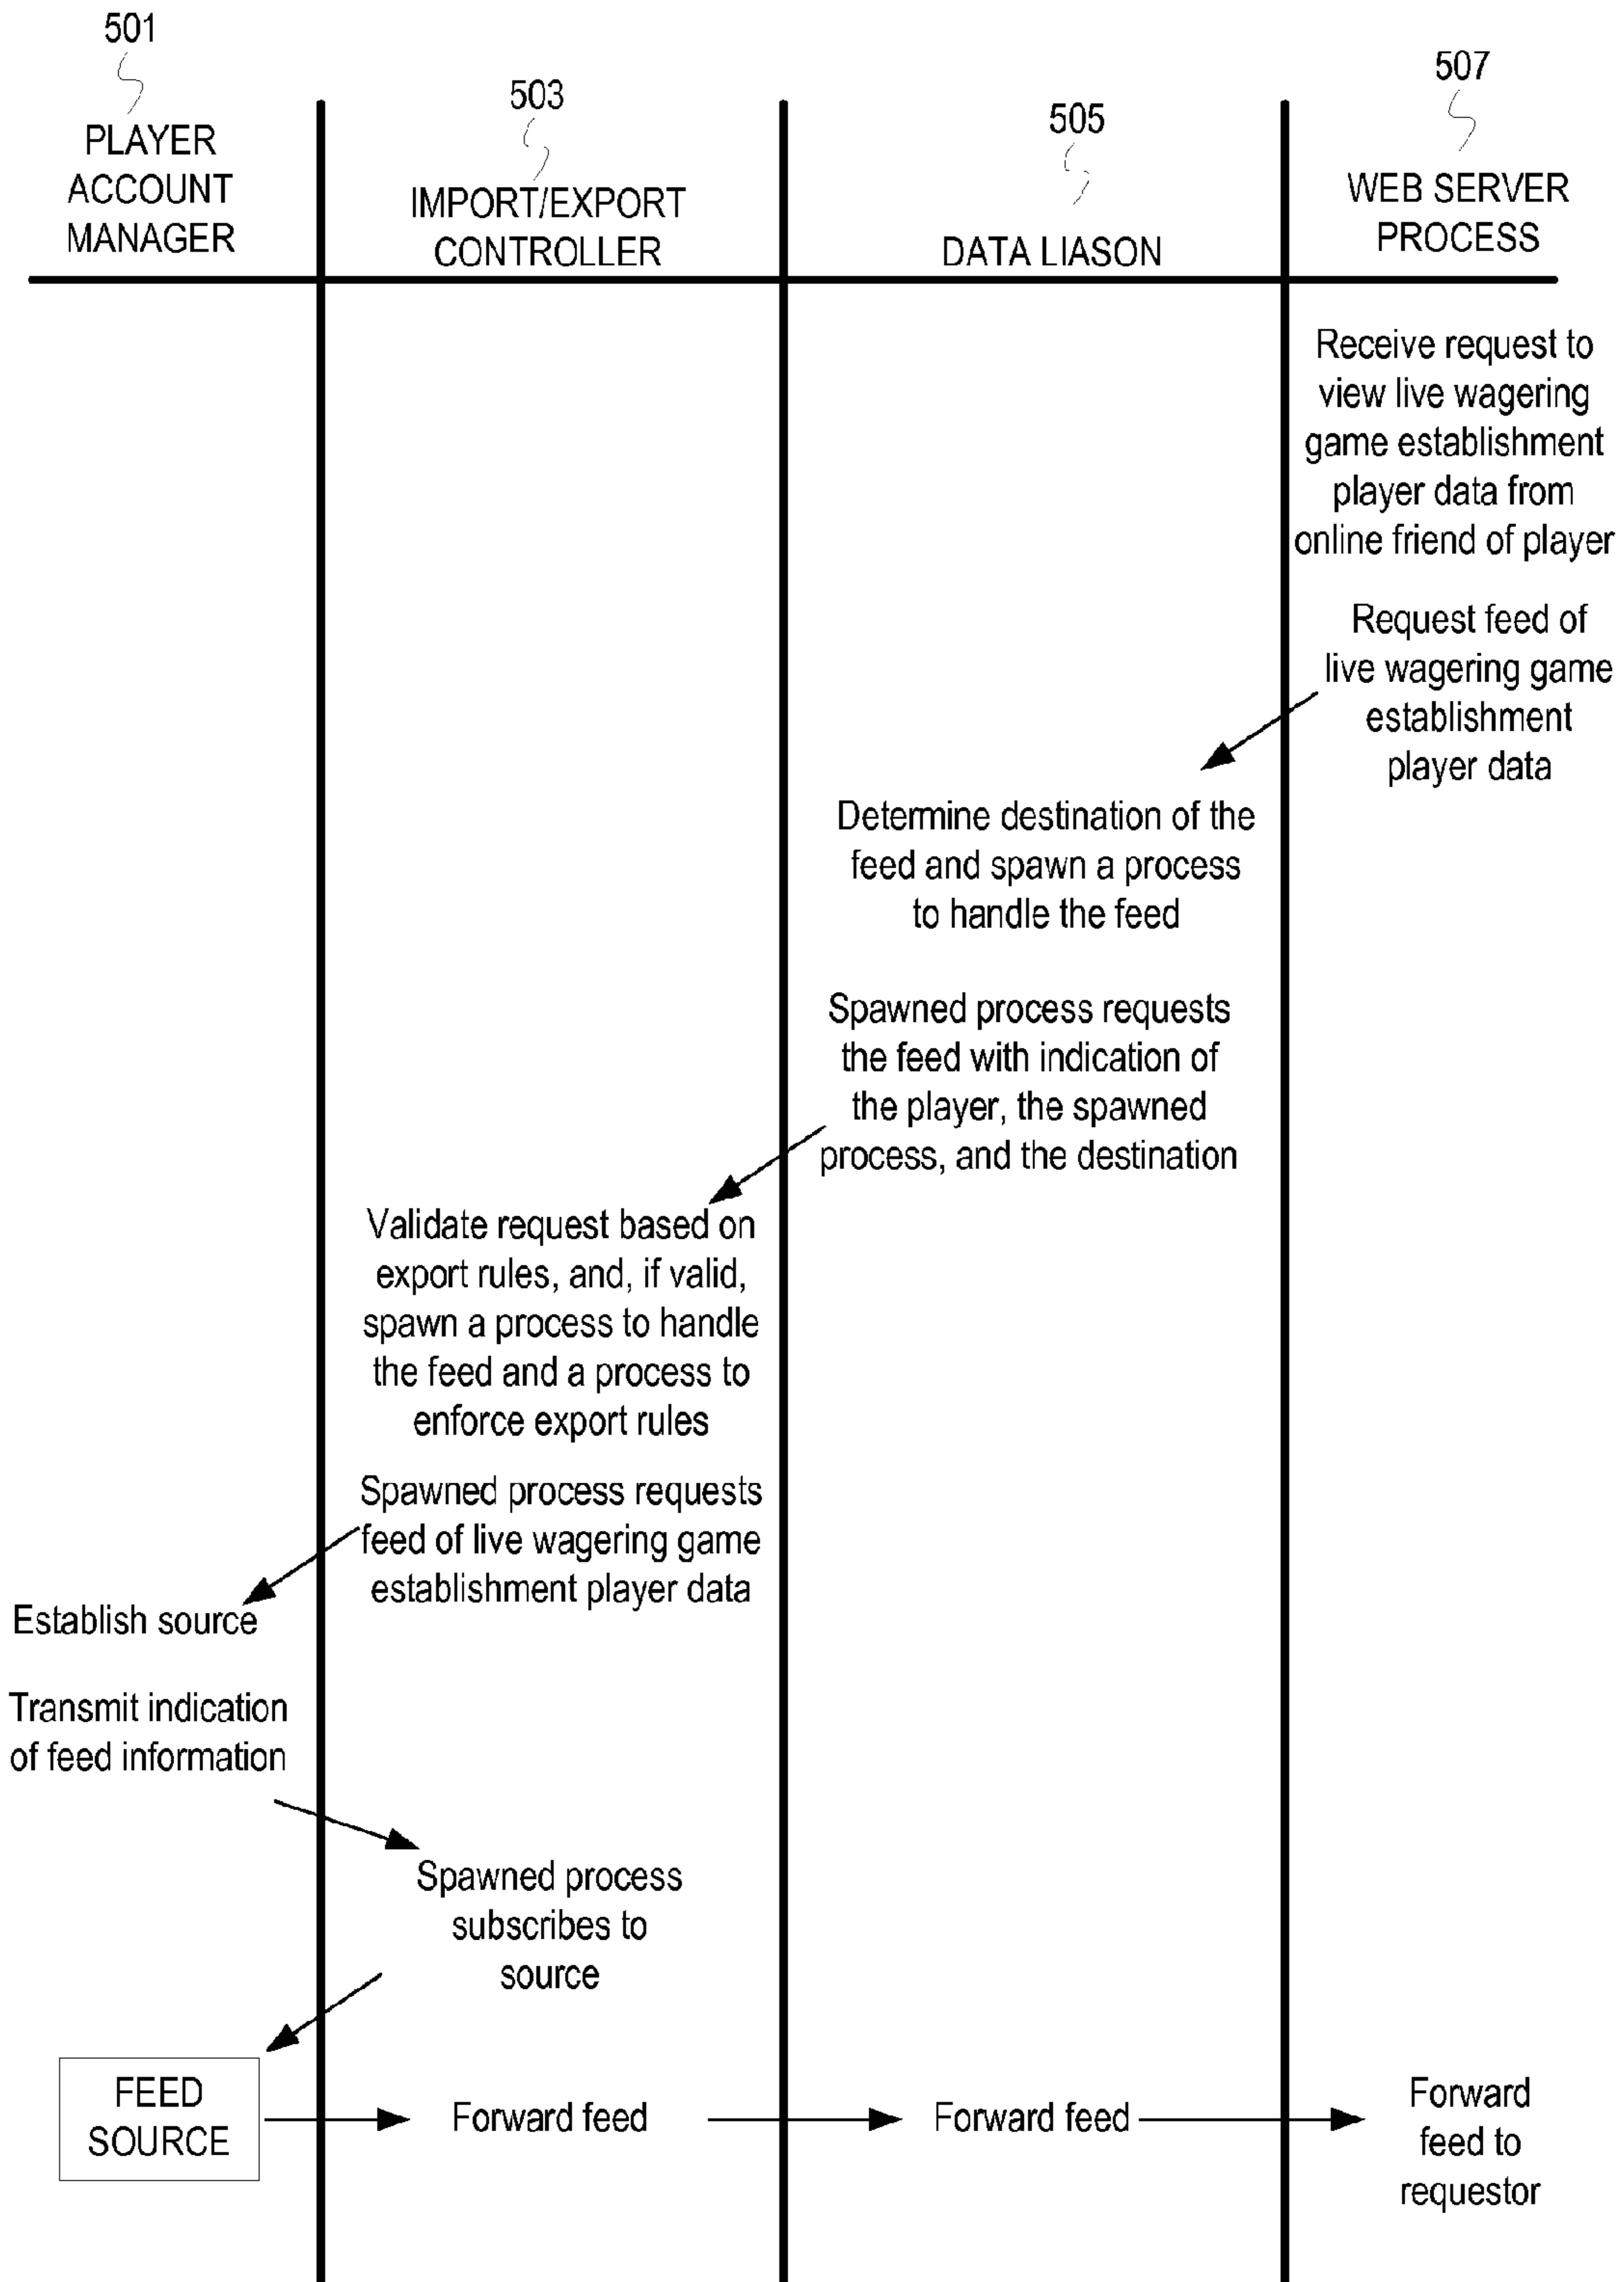 501
PLAYER
ACCOUNT
MANAGER
503
IMPORT/EXPORT
CONTROLLER
505
DATA LIASON
507
WEB SERVER
PROCESS
Receive request to
view live wagering
game establishment
player data from
online friend of player
Request feed of
live wagering game
establishment
player data
Determine destination of the
feed and spawn a process
to handle the feed
Spawned process requests
the feed with indication of
the player, the spawned
process, and the destination
Validate request based on
export rules, and, if valid,
spawn a process to handle
the feed and a process to
enforce export rules
Spawned process requests
feed of live wagering game
establishment player data
Establish source
Transmit indication
of feed information
Spawned process
subscribes to
source
FEED
SOURCE
Forward feed
Forward feed
Forward
feed to
requestor